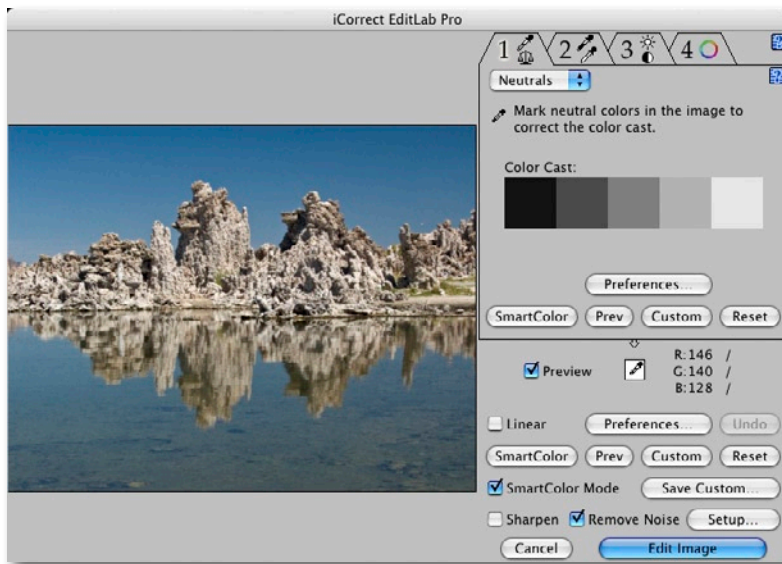 iCorrect EditLab Pro
1 2 3 4
Neutrals
Mark neutral colors in the image to
correct the color cast.
Color Cast:
Preferences...
SmartColor Prev Custom Reset
R:146 /
Preview G:140 /
B:128 /
Linear Preferences... Undo
SmartColor Prev Custom Reset
SmartColor Mode Save Custom...
Sharpen Remove Noise Setup...
Cancel Edit Image